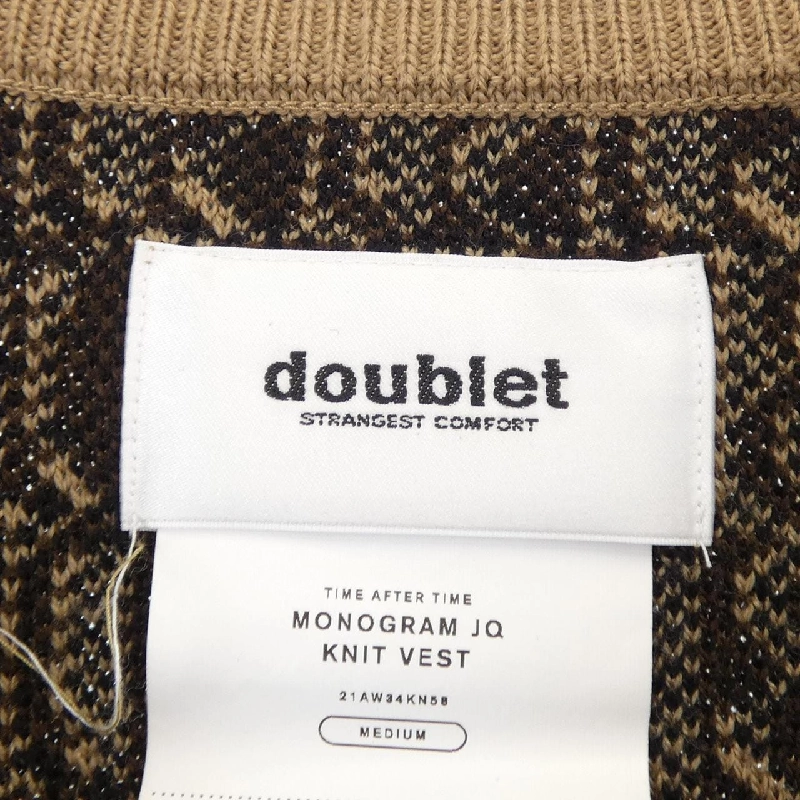 doublet
STRANGEST COMFORT
TIME AFTER TIME
MONOGRAM JQ
KNIT VEST
21AW34KN58
MEDIUM